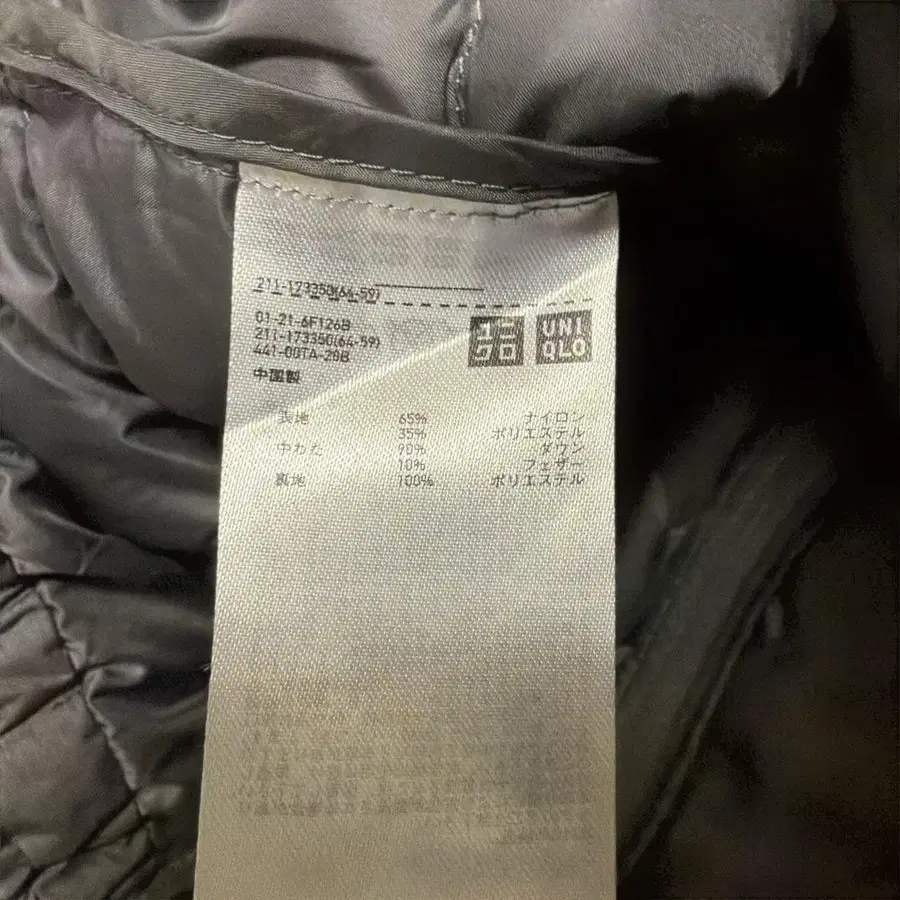 211-173350(64-59)
01-21 6F126B
211-173350(64-59)
441-00TA-28B
中国製
ユニクロ
UNIQLO
表地 65% ナイロン
35% ポリエステル
中わた 90% ダウン
10% フェザー
裏地 100% ポリエステル